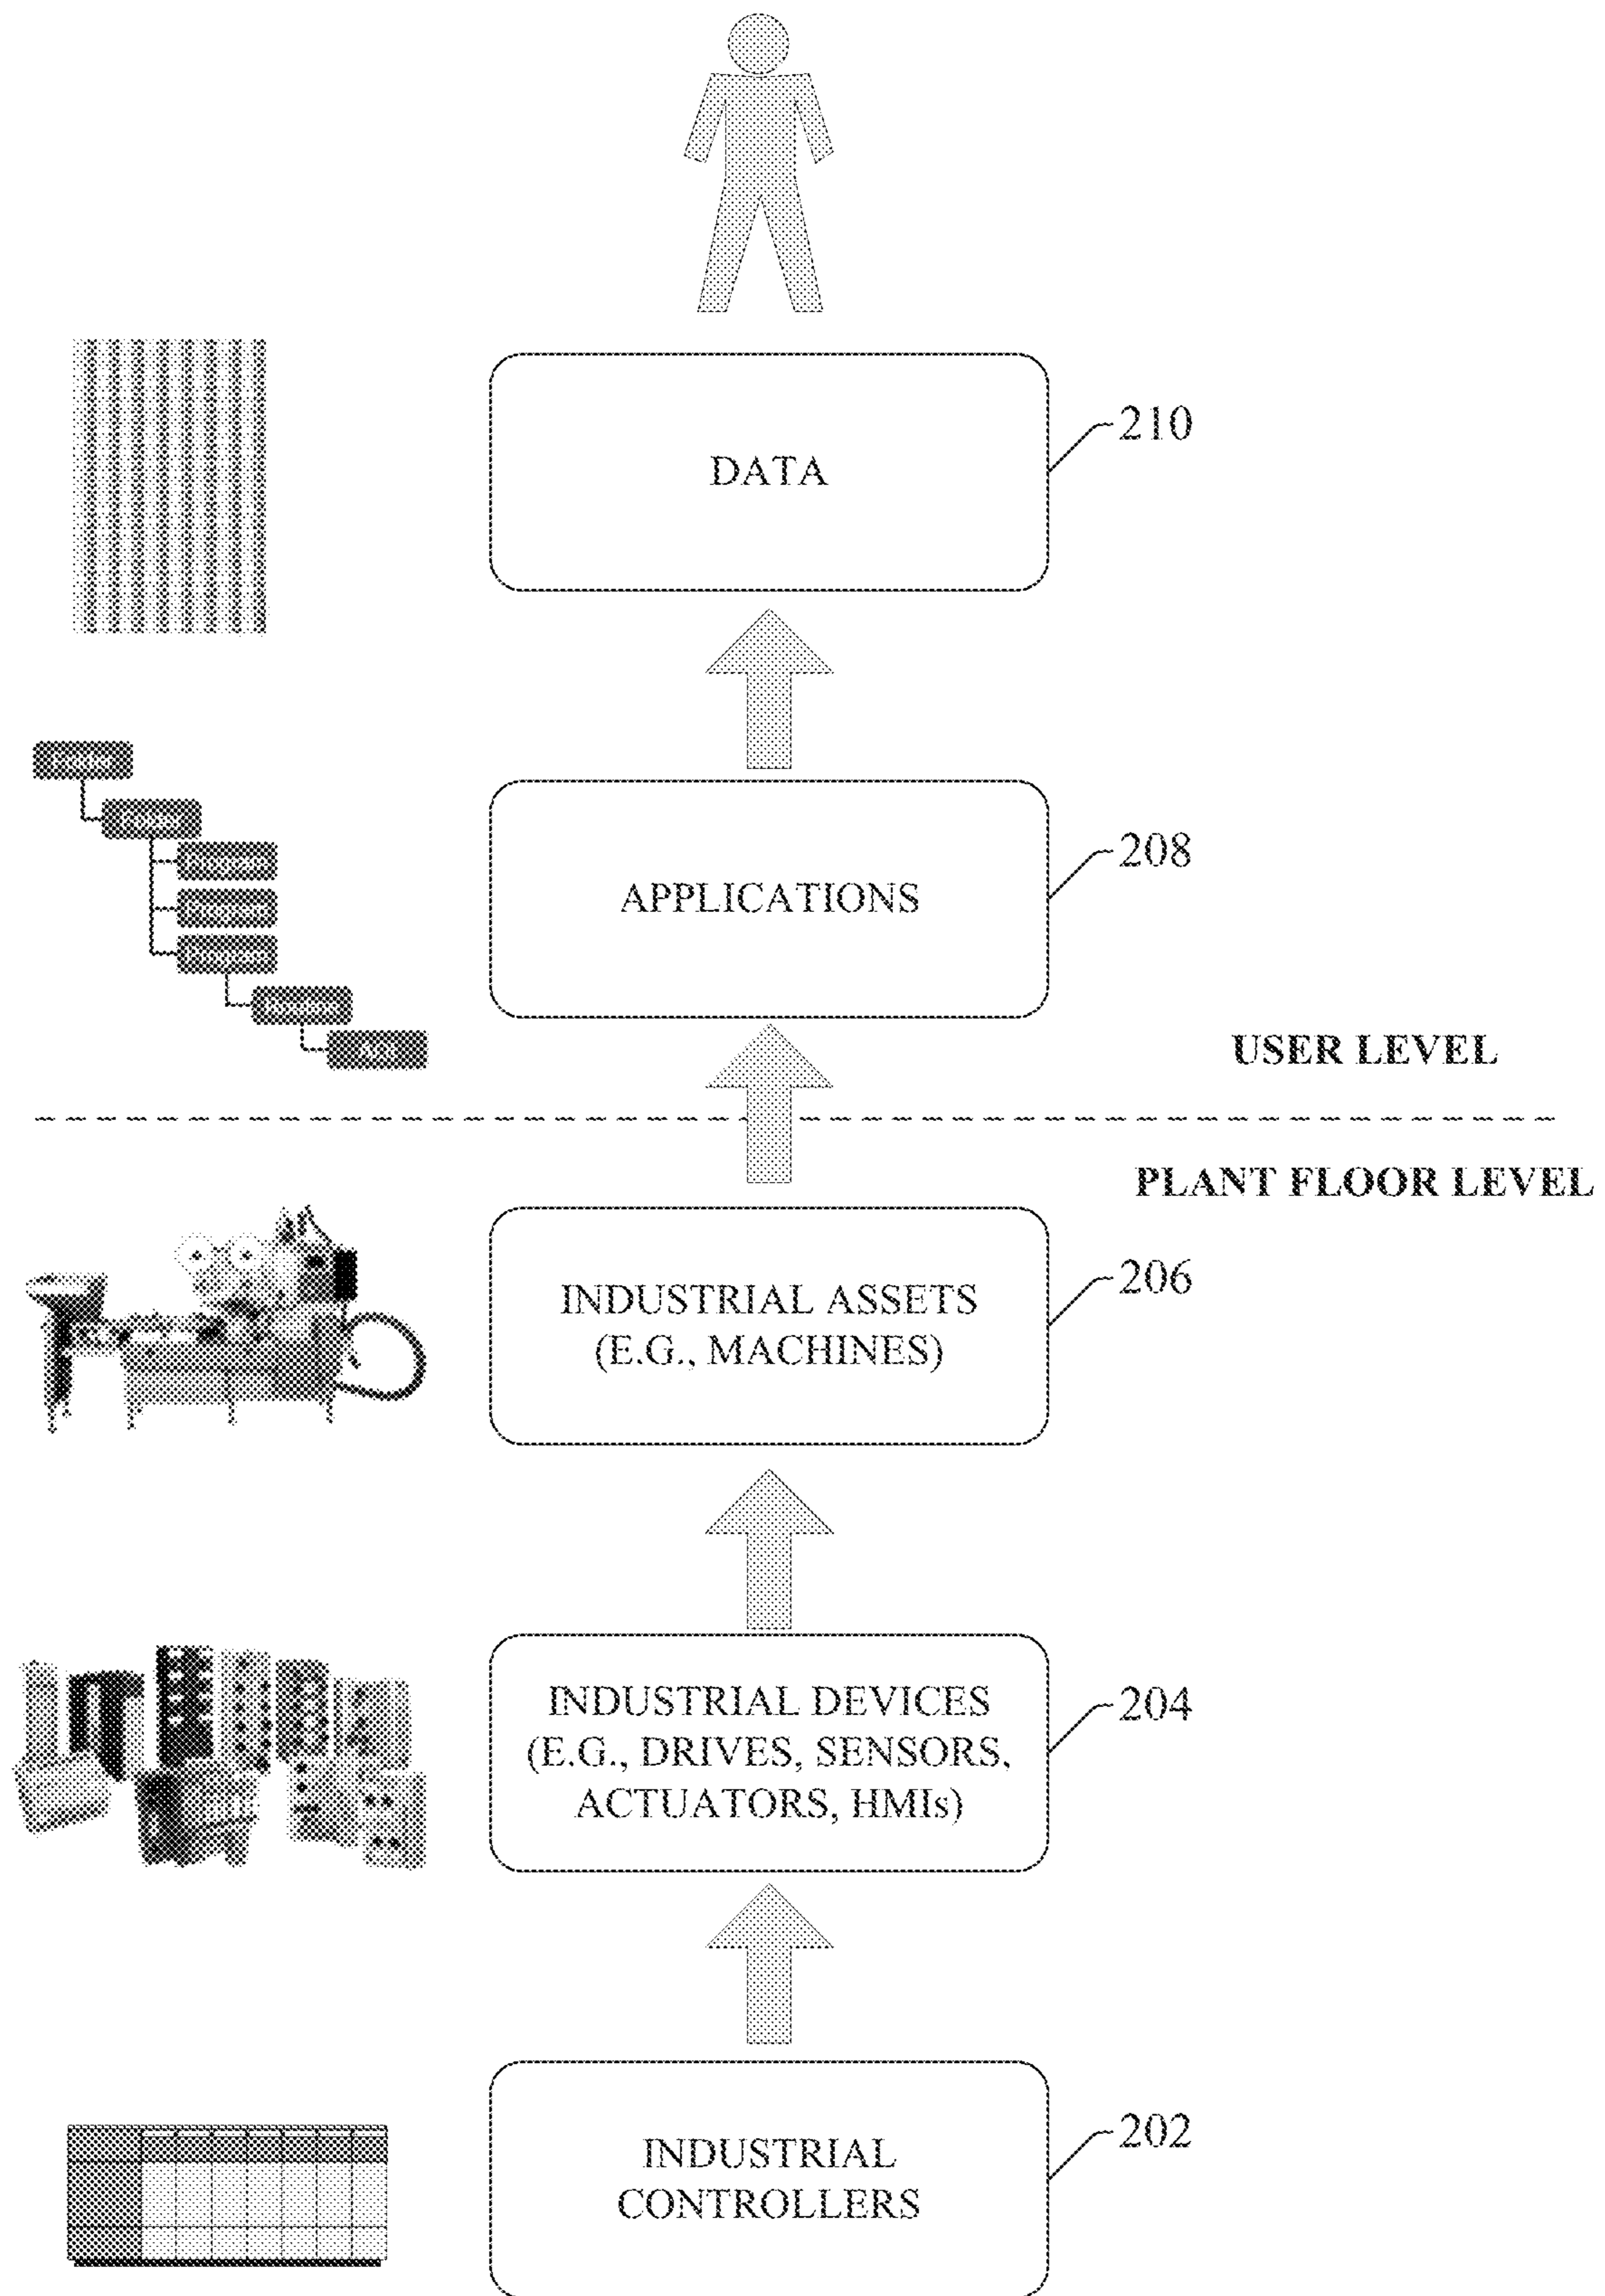 DATA
210
APPLICATIONS
208
Program
USER LEVEL
PLANT FLOOR LEVEL
INDUSTRIAL ASSETS
(E.G., MACHINES)
206
INDUSTRIAL DEVICES
(E.G., DRIVES, SENSORS,
ACTUATORS, HMIs)
204
INDUSTRIAL
CONTROLLERS
202